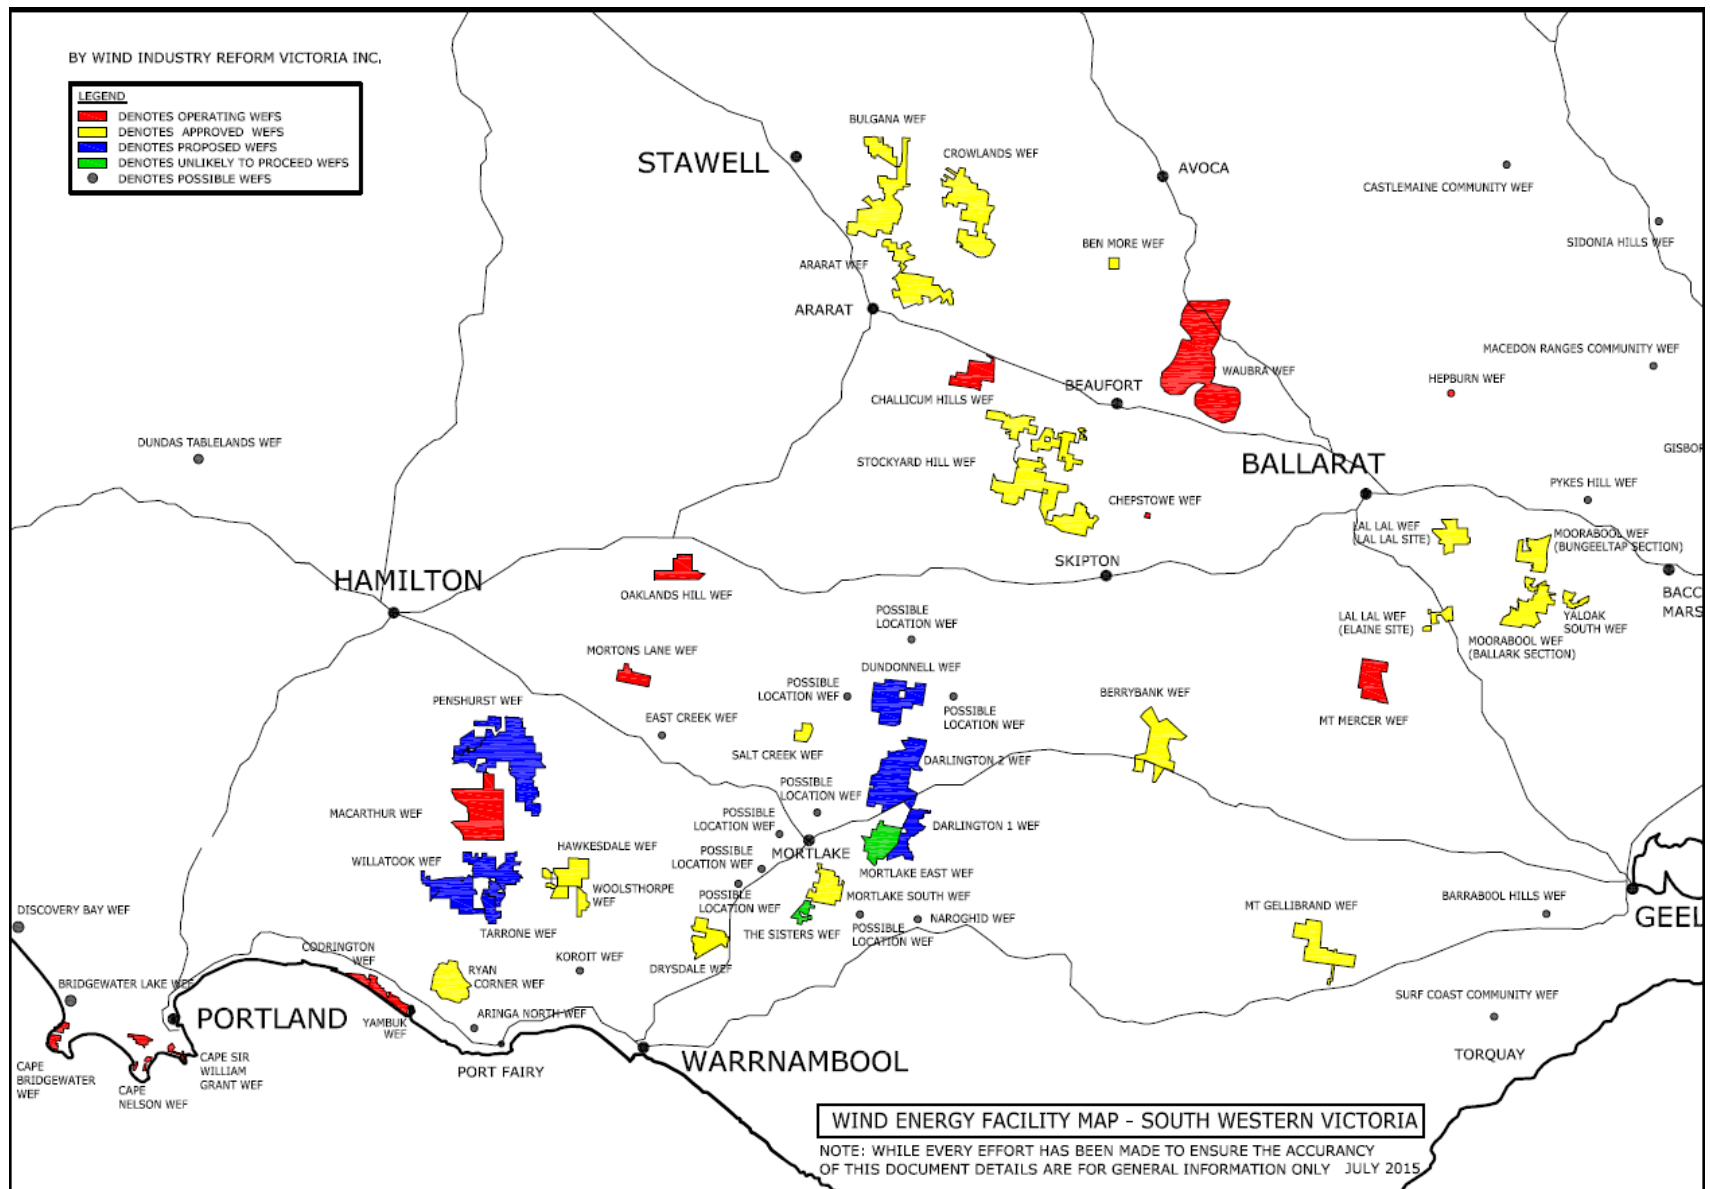 BY WIND INDUSTRY REFORM VICTORIA INC.
LEGEND
DENOTES OPERATING WEFS
DENOTES APPROVED WEFS
DENOTES PROPOSED WEFS
DENOTES UNLIKELY TO PROCEED WEFS
DENOTES POSSIBLE WEFS
BULGANA WEF
CROWLANDS WEF
STAWELL
AVOCA
CASTLEMAINE COMMUNITY WEF
SIDONIA HILLS WEF
BEN MORE WEF
ARARAT WEF
ARARAT
MACEDON RANGES COMMUNITY WEF
HEPBURN WEF
WAUBRA WEF
BEAUFORT
CHALLICUM HILLS WEF
DUNDAS TABLELANDS WEF
GISBOR
STOCKYARD HILL WEF
BALLARAT
PYKES HILL WEF
CHEPSTOWE WEF
LAL LAL WEF
(LAL LAL SITE)
MOORABOOL WEF
(BUNGEELTAP SECTION)
SKIPTON
HAMILTON
OAKLANDS HILL WEF
BACC
MARS
POSSIBLE
LOCATION WEF
LAL LAL WEF
(ELAINE SITE)
YALOAK
SOUTH WEF
MOORABOOL WEF
(BALLARK SECTION)
MORTONS LANE WEF
DUNDONNELL WEF
POSSIBLE
LOCATION WEF
BERRYBANK WEF
PENSHURST WEF
EAST CREEK WEF
POSSIBLE
LOCATION WEF
MT MERCER WEF
SALT CREEK WEF
DARLINGTON 2 WEF
POSSIBLE
LOCATION WEF
MACARTHUR WEF
POSSIBLE
LOCATION WEF
DARLINGTON 1 WEF
HAWKESDALE WEF
POSSIBLE
LOCATION WEF
MORTLAKE
WILLATOOK WEF
MORTLAKE EAST WEF
WOOLSTHORPE
WEF
POSSIBLE
LOCATION WEF
MORTLAKE SOUTH WEF
BARRABOOL HILLS WEF
DISCOVERY BAY WEF
MT GELLIBRAND WEF
GEEL
TARRONE WEF
THE SISTERS WEF
NAROGHID WEF
POSSIBLE
LOCATION WEF
CODRINGTON
WEF
KOROIT WEF
DRYSDALE WEF
RYAN
CORNER WEF
BRIDGEWATER LAKE WEF
SURF COAST COMMUNITY WEF
PORTLAND
YAMBUK
WEF
ARINGA NORTH WEF
TORQUAY
CAPE
BRIDGEWATER
WEF
CAPE SIR
WILLIAM
GRANT WEF
CAPE
NELSON WEF
PORT FAIRY
WARRNAMBOOL
WIND ENERGY FACILITY MAP - SOUTH WESTERN VICTORIA
NOTE: WHILE EVERY EFFORT HAS BEEN MADE TO ENSURE THE ACCURANCY
OF THIS DOCUMENT DETAILS ARE FOR GENERAL INFORMATION ONLY JULY 2015